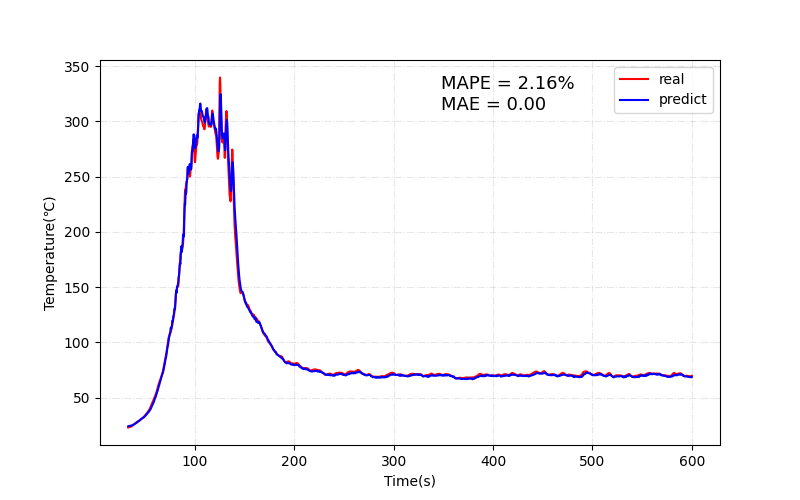 MAPE = 2.16%
MAE = 0.00
real
predict
350
300
250
200
150
100
50
Temperature(℃)
100 200 300 400 500 600
Time(s)